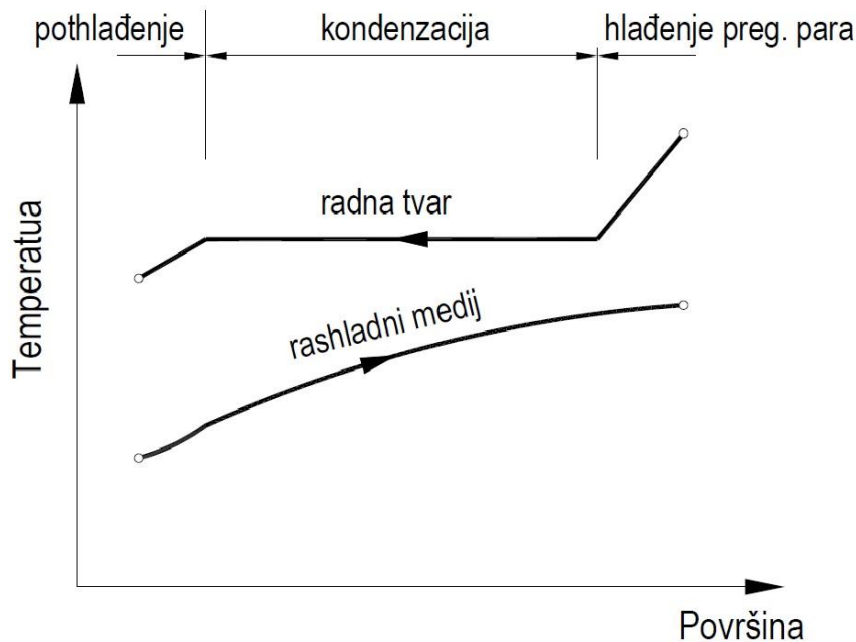 pothlađenje
kondenzacija
hlađenje preg. para
radna tvar
rashladni medij
Temperatua
Površina